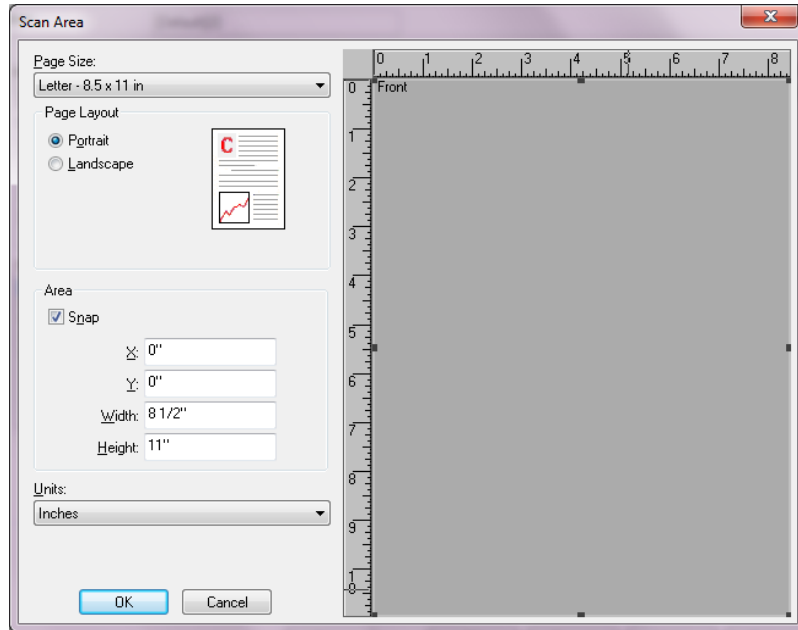 Scan Area
Page Size:
Letter - 8.5 x 11 in
Page Layout
Portrait
Landscape
C
Area
Snap
X: 0"
Y: 0"
Width: 8 1/2"
Height: 11"
Units:
Inches
OK Cancel
0 1 2 3 4 5 6 7 8
Front
0
1
2
3
4
5
6
7
8
9
10